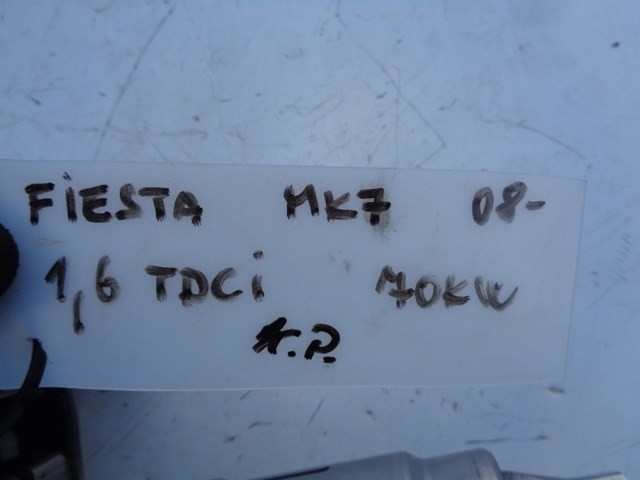 FiESTA MK7 08-
1,6 TDCi 70KW